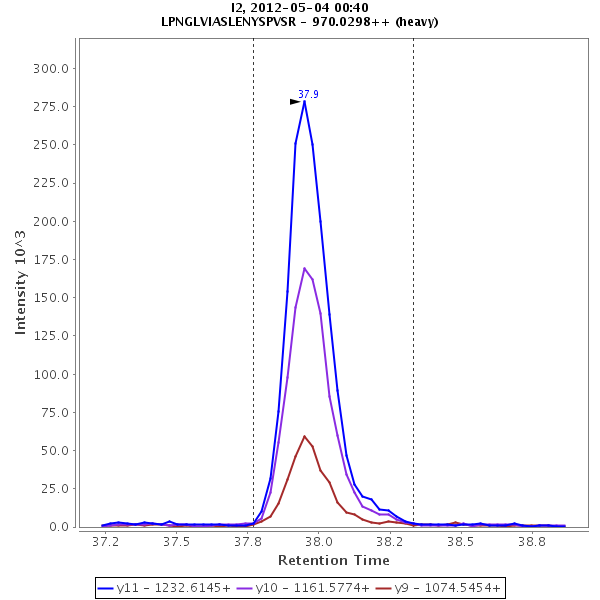 I2, 2012-05-04 00:40
LPNGLVIASLENYSPVSR - 970.0298++ (heavy)
37.9
300.0
275.0
250.0
225.0
200.0
175.0
150.0
125.0
100.0
75.0
50.0
25.0
0.0
Intensity 10^3
37.2 37.5 37.8 38.0 38.2 38.5 38.8
Retention Time
y11 - 1232.6145+ y10 - 1161.5774+ y9 - 1074.5454+